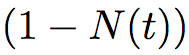 (1 − N(t))